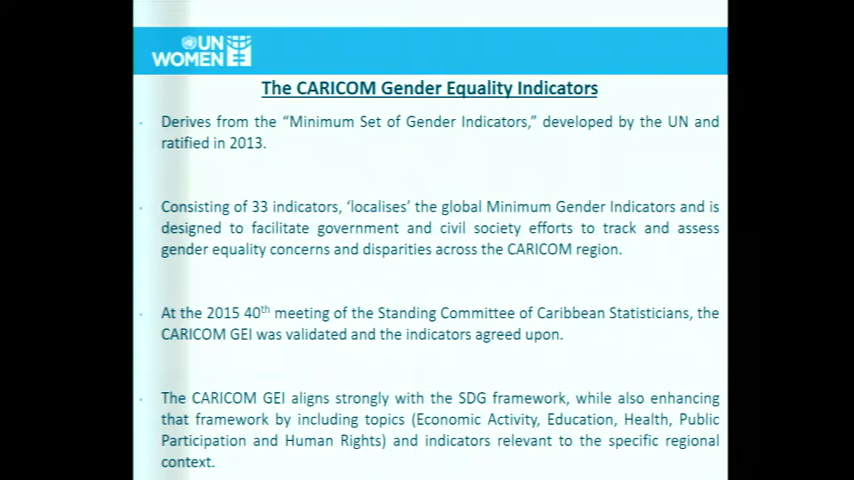 UN
WOMEN
The CARICOM Gender Equality Indicators
Derives from the “Minimum Set of Gender Indicators,” developed by the UN and
ratified in 2013.
Consisting of 33 indicators, ‘localises’ the global Minimum Gender Indicators and is
designed to facilitate government and civil society efforts to track and assess
gender equality concerns and disparities across the CARICOM region.
At the 2015 40th meeting of the Standing Committee of Caribbean Statisticians, the
CARICOM GEI was validated and the indicators agreed upon.
The CARICOM GEI aligns strongly with the SDG framework, while also enhancing
that framework by including topics (Economic Activity, Education, Health, Public
Participation and Human Rights) and indicators relevant to the specific regional
context.